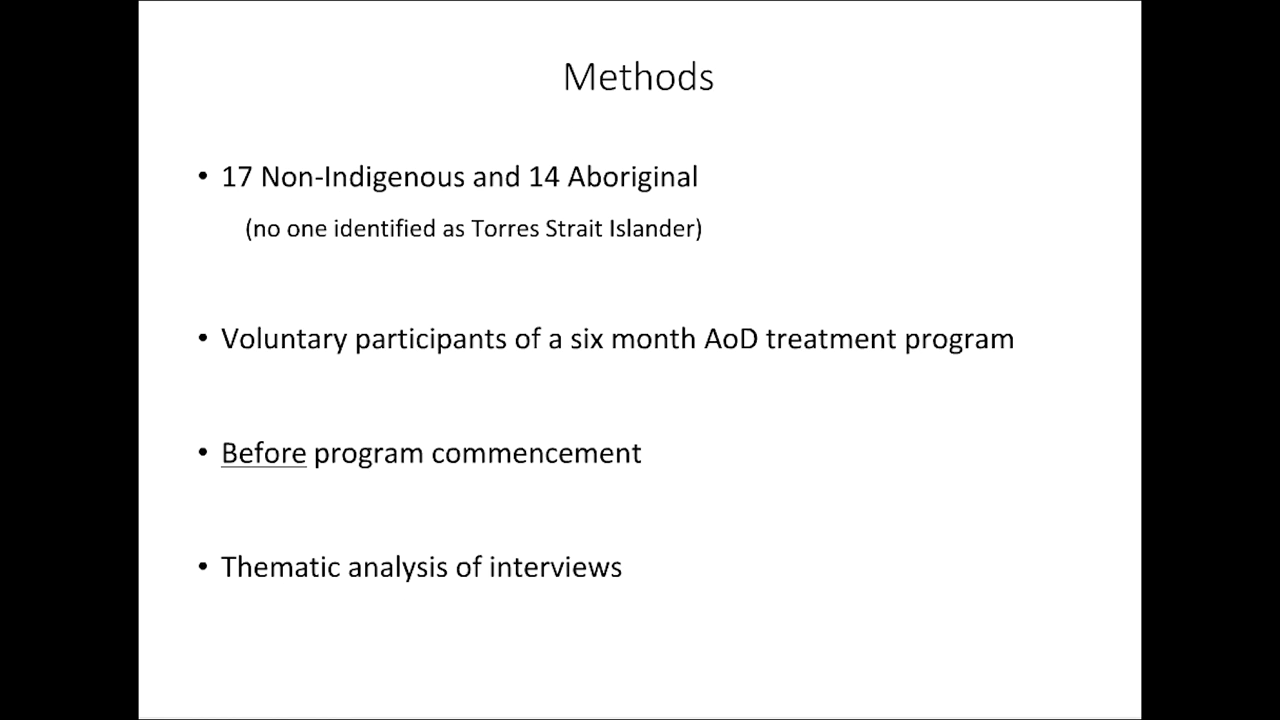 Methods
• 17 Non-Indigenous and 14 Aboriginal
(no one identified as Torres Strait Islander)
• Voluntary participants of a six month AoD treatment program
• Before program commencement
• Thematic analysis of interviews